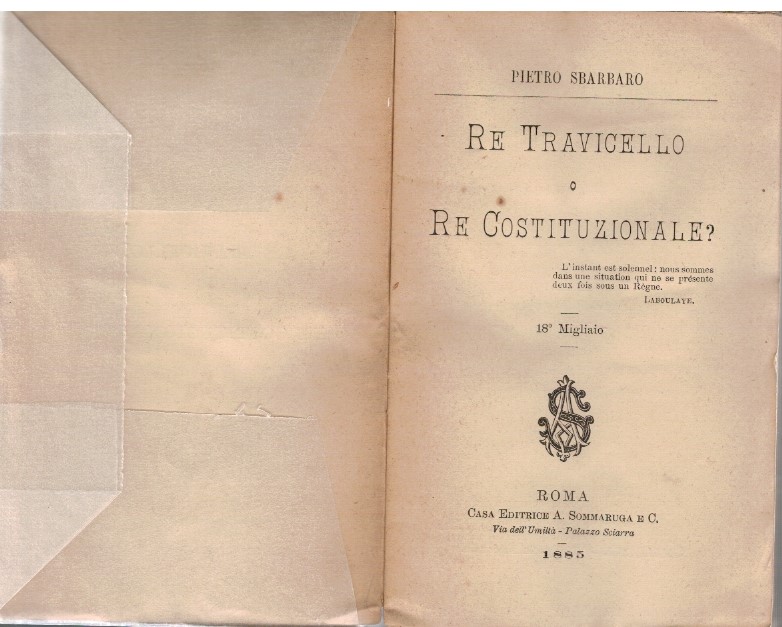 PIETRO SBARBARO
RE TRAVICELLO
O
RE COSTITUZIONALE?
L'instant est solennel: nous sommes
dans une situation qui ne se présente
deux fois sous un Règne.
LABOULAYE.
18° Migliaio
ROMA
CASA EDITRICE A. SOMMARUGA E C.
Via dell'Umiltà - Palazzo Sciarra
1885